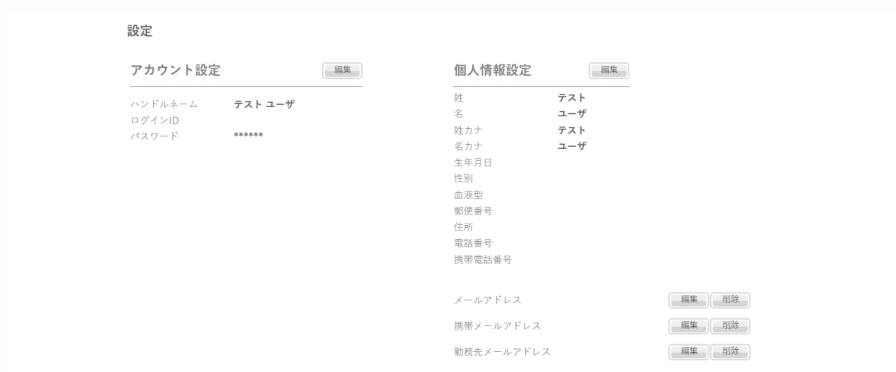 設定
アカウント設定 編集
ハンドルネーム テスト ユーザ
ログインID
パスワード ******
個人情報設定 編集
姓 テスト
名 ユーザ
姓カナ テスト
名カナ ユーザ
生年月日
性別
血液型
郵便番号
住所
電話番号
携帯電話番号
メールアドレス 編集 削除
携帯メールアドレス 編集 削除
勤務先メールアドレス 編集 削除